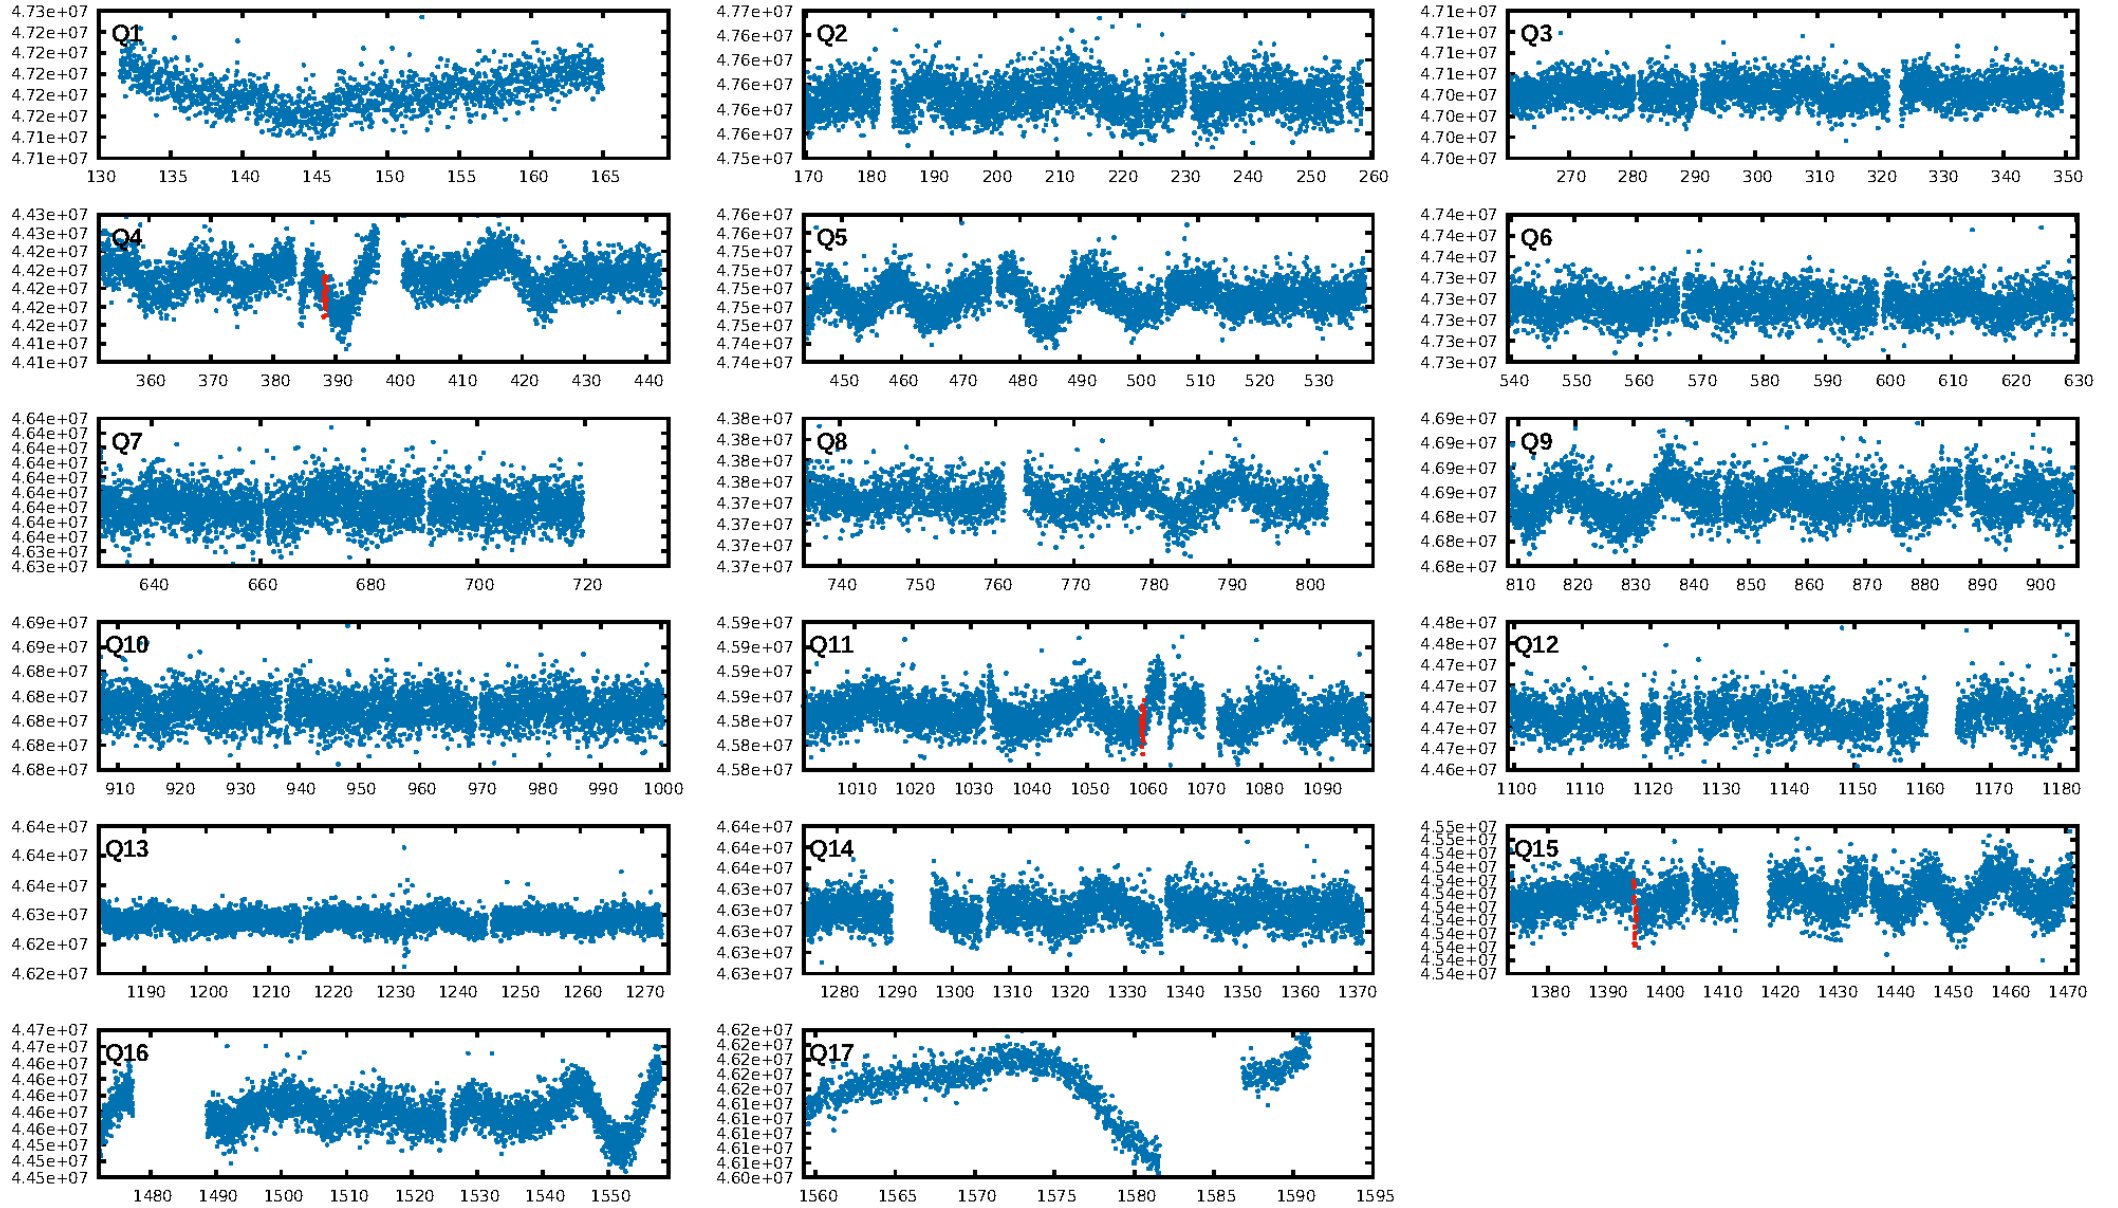 Q1
4.73e+07
4.72e+07
4.72e+07
4.72e+07
4.72e+07
4.72e+07
4.71e+07
4.71e+07
130 135 140 145 150 155 160 165
Q2
4.77e+07
4.76e+07
4.76e+07
4.76e+07
4.76e+07
4.76e+07
4.75e+07
170 180 190 200 210 220 230 240 250 260
Q3
4.71e+07
4.71e+07
4.71e+07
4.71e+07
4.70e+07
4.70e+07
4.70e+07
4.70e+07
270 280 290 300 310 320 330 340 350
Q4
4.43e+07
4.43e+07
4.42e+07
4.42e+07
4.42e+07
4.42e+07
4.42e+07
4.41e+07
4.41e+07
360 370 380 390 400 410 420 430 440
Q5
4.76e+07
4.76e+07
4.75e+07
4.75e+07
4.75e+07
4.75e+07
4.75e+07
4.74e+07
4.74e+07
450 460 470 480 490 500 510 520 530
Q6
4.74e+07
4.74e+07
4.74e+07
4.73e+07
4.73e+07
4.73e+07
4.73e+07
4.73e+07
540 550 560 570 580 590 600 610 620 630
Q7
4.64e+07
4.64e+07
4.64e+07
4.64e+07
4.64e+07
4.64e+07
4.64e+07
4.64e+07
4.64e+07
4.63e+07
4.63e+07
640 660 680 700 720
Q8
4.38e+07
4.38e+07
4.38e+07
4.38e+07
4.37e+07
4.37e+07
4.37e+07
4.37e+07
740 750 760 770 780 790 800
Q9
4.69e+07
4.69e+07
4.69e+07
4.69e+07
4.68e+07
4.68e+07
4.68e+07
810 820 830 840 850 860 870 880 890 900
Q10
4.69e+07
4.69e+07
4.68e+07
4.68e+07
4.68e+07
4.68e+07
4.68e+07
910 920 930 940 950 960 970 980 990 1000
Q11
4.59e+07
4.59e+07
4.59e+07
4.59e+07
4.58e+07
4.58e+07
4.58e+07
1010 1020 1030 1040 1050 1060 1070 1080 1090
Q12
4.48e+07
4.48e+07
4.47e+07
4.47e+07
4.47e+07
4.47e+07
4.47e+07
4.46e+07
1100 1110 1120 1130 1140 1150 1160 1170 1180
Q13
4.64e+07
4.64e+07
4.64e+07
4.63e+07
4.62e+07
4.62e+07
1190 1200 1210 1220 1230 1240 1250 1260 1270
Q14
4.64e+07
4.64e+07
4.64e+07
4.63e+07
4.63e+07
4.63e+07
4.63e+07
4.63e+07
1280 1290 1300 1310 1320 1330 1340 1350 1360 1370
Q15
4.55e+07
4.55e+07
4.54e+07
4.54e+07
4.54e+07
4.54e+07
4.54e+07
4.54e+07
4.54e+07
4.54e+07
4.54e+07
4.54e+07
1380 1390 1400 1410 1420 1430 1440 1450 1460 1470
Q16
4.47e+07
4.47e+07
4.46e+07
4.46e+07
4.46e+07
4.46e+07
4.46e+07
4.45e+07
4.45e+07
4.45e+07
1480 1490 1500 1510 1520 1530 1540 1550
Q17
4.62e+07
4.62e+07
4.62e+07
4.62e+07
4.62e+07
4.61e+07
4.61e+07
4.61e+07
4.61e+07
4.61e+07
4.60e+07
1560 1565 1570 1575 1580 1585 1590 1595